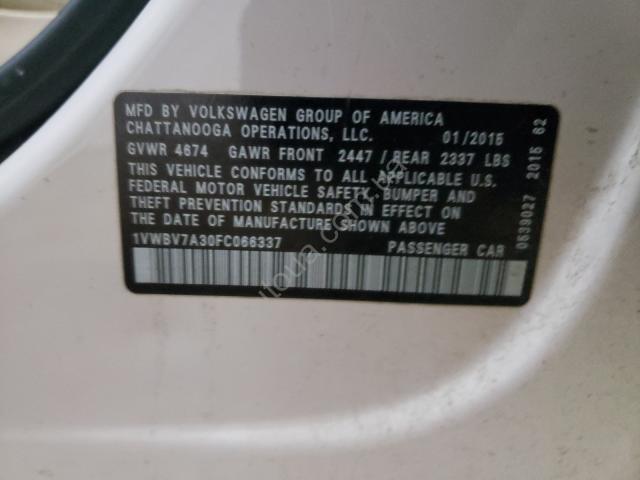 MFD BY VOLKSWAGEN GROUP OF AMERICA
CHATTANOOGA OPERATIONS, LLC. 01/2015
GVWR 4674 GAWR FRONT 2447 / REAR 2337 LBS
THIS VEHICLE CONFORMS TO ALL APPLICABLE U.S.
FEDERAL MOTOR VEHICLE SAFETY, BUMPER AND
THEFT PREVENTION STANDARDS IN EFFECT ON
THE DATE OF MANUFACTURE SHOWN ABOVE
1VWBV7A30FC066337 PASSENGER CAR
0539027 2015 62